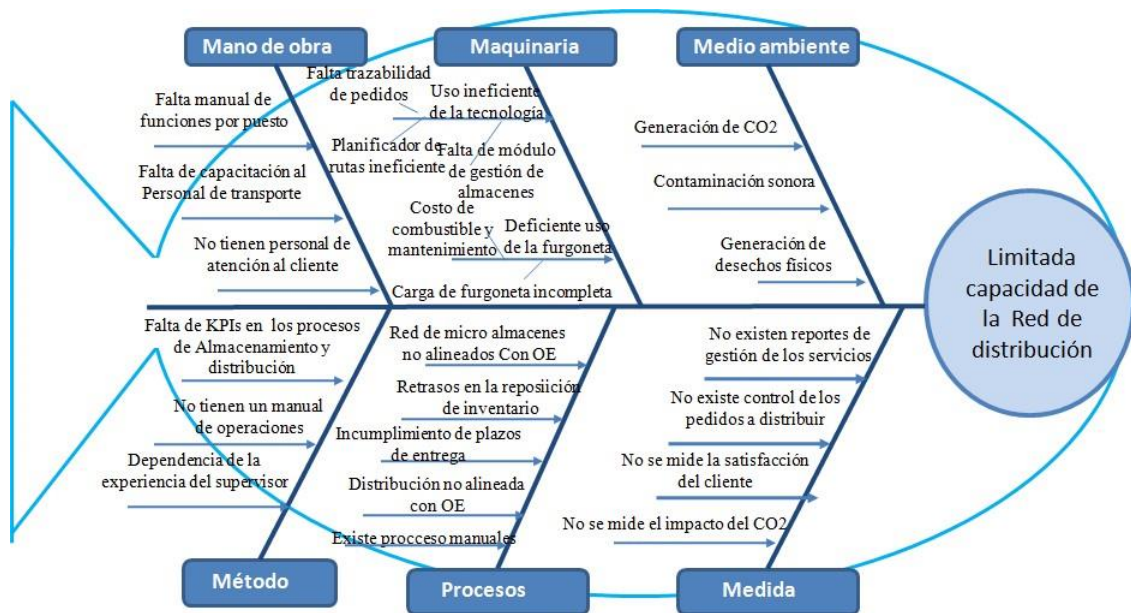 Mano de obra
Maquinaria
Medio ambiente
Falta manual de
funciones por puesto
Falta de capacitación al
Personal de transporte
No tienen personal de
atención al cliente
Falta trazabilidad
de pedidos
Uso ineficiente
de la tecnología
Planificador de
rutas ineficiente
Falta de módulo
de gestión de
almacenes
Costo de
combustible y
mantenimiento
Deficiente uso
de la furgoneta
Carga de furgoneta incompleta
Generación de CO2
Contaminación sonora
Generación de
desechos físicos
Limitada
capacidad de
la Red de
distribución
Falta de KPIs en los procesos
de Almacenamiento y
distribución
No tienen un manual
de operaciones
Dependencia de la
experiencia del supervisor
Red de micro almacenes
no alineados Con OE
Retrasos en la reposiición
de inventario
Incumplimiento de plazos
de entrega
Distribución no alineada
con OE
Existe procceso manuales
No existen reportes de
gestión de los servicios
No existe control de los
pedidos a distribuir
No se mide la satisfacción
del cliente
No se mide el impacto del CO2
Método
Procesos
Medida